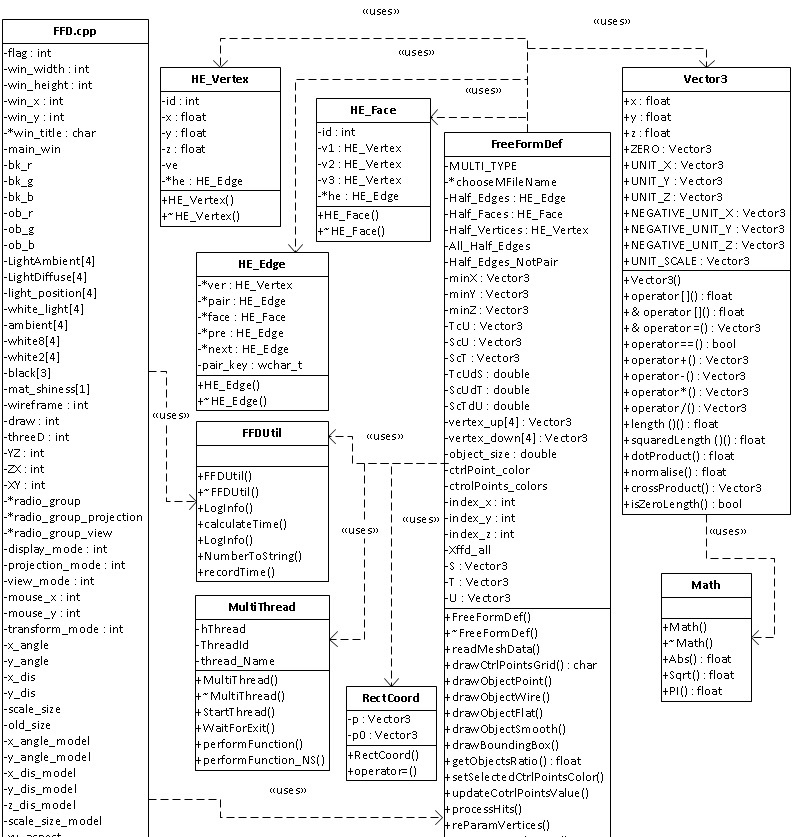 «uses»
«uses»
«uses»
«uses»
FFD.cpp
-flag : int
-win_width : int
-win_height : int
-win_x : int
-win_y : int
-*win_title : char
-main_win
-bk_r
-bk_g
-bk_b
-ob_r
-ob_g
-ob_b
-LightAmbient[4]
-LightDiffuse[4]
-light_position[4]
-white_light[4]
-ambient[4]
-white8[4]
-white2[4]
-black[3]
-mat_shiness[1]
-wireframe : int
-draw : int
-threeD : int
-YZ : int
-ZX : int
-XY : int
-*radio_group
-*radio_group_projection
-*radio_group_view
-display_mode : int
-projection_mode : int
-view_mode : int
-mouse_x : int
-mouse_y : int
-transform_mode : int
-x_angle
-y_angle
-x_dis
-y_dis
-scale_size
-old_size
-x_angle_model
-y_angle_model
-x_dis_model
-y_dis_model
-z_dis_model
-scale_size_model
HE_Vertex
-id : int
-x : float
-y : float
-z : float
-ve
-*he : HE_Edge
+HE_Vertex()
+~HE_Vertex()
HE_Face
-id : int
-v1 : HE_Vertex
-v2 : HE_Vertex
-v3 : HE_Vertex
-*he : HE_Edge
+HE_Face()
+~HE_Face()
HE_Edge
-*ver : HE_Vertex
-*pair : HE_Edge
-*face : HE_Face
-*pre : HE_Edge
-*next : HE_Edge
-pair_key : wchar_t
+HE_Edge()
+~HE_Edge()
«uses»
FFDUtil
+FFDUtil()
+~FFDUtil()
+LogInfo()
+calculateTime()
+LogInfo()
+NumberToString()
+recordTime()
«uses»
«uses»
«uses»
MultiThread
-hThread
-ThreadId
-thread_Name
+MultiThread()
+~MultiThread()
+StartThread()
+WaitForExit()
+performFunction()
+performFunction_NS()
RectCoord
-p : Vector3
-p0 : Vector3
+RectCoord()
+operator=()
«uses»
FreeFormDef
-MULTI_TYPE
-*chooseMFileName
-Half_Edges : HE_Edge
-Half_Faces : HE_Face
-Half_Vertices : HE_Vertex
-All_Half_Edges
-Half_Edges_NotPair
-minX : Vector3
-minY : Vector3
-minZ : Vector3
-TcU : Vector3
-ScU : Vector3
-ScT : Vector3
-TcUdS : double
-ScUdT : double
-ScTdU : double
-vertex_up[4] : Vector3
-vertex_down[4] : Vector3
-object_size : double
-ctrlPoint_color
-ctrolPoints_colors
-index_x : int
-index_y : int
-index_z : int
-Xffd_all
-S : Vector3
-T : Vector3
-U : Vector3
+FreeFormDef()
+~FreeFormDef()
+readMeshData()
+drawCtrlPointsGrid() : char
+drawObjectPoint()
+drawObjectWire()
+drawObjectFlat()
+drawObjectSmooth()
+drawBoundingBox()
+getObjectsRatio() : float
+setSelectedCtrlPointsColor()
+updateCotrlPointsValue()
+processHits()
+reParamVertices()
Vector3
+x : float
+y : float
+z : float
+ZERO : Vector3
+UNIT_X : Vector3
+UNIT_Y : Vector3
+UNIT_Z : Vector3
+NEGATIVE_UNIT_X : Vector3
+NEGATIVE_UNIT_Y : Vector3
+NEGATIVE_UNIT_Z : Vector3
+UNIT_SCALE : Vector3
+Vector3()
+operator []() : float
+& operator []() : float
+& operator =() : Vector3
+operator==() : bool
+operator+() : Vector3
+operator-() : Vector3
+operator*() : Vector3
+operator/() : Vector3
+length ()() : float
+squaredLength ()() : float
+dotProduct() : float
+normalise() : float
+crossProduct() : Vector3
+isZeroLength() : bool
«uses»
Math
+Math()
+~Math()
+Abs() : float
+Sqrt() : float
+PI() : float